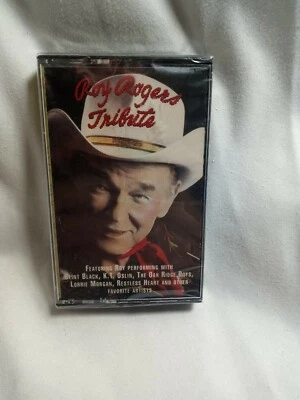 Roy Rogers
Tribute
Featuring Roy performing with
Clint Black, K.T. Oslin, The Oak Ridge Boys,
Lorrie Morgan, Restless Heart and other
favorite artists